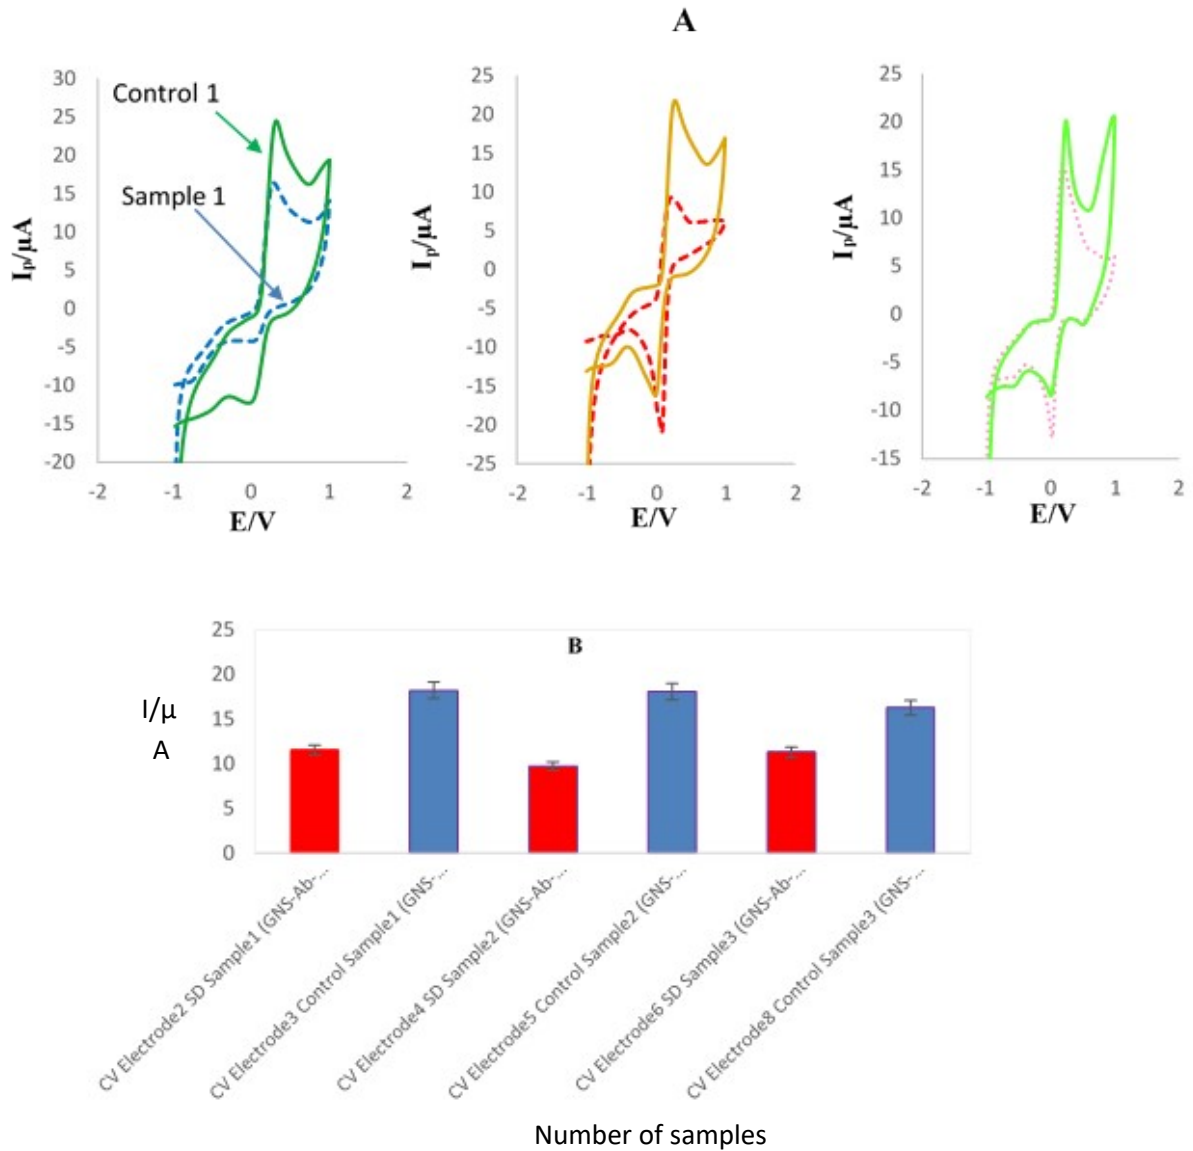 A
30
25
20
15
10
5
0
-5
-10
-15
-20
-2
-1
0
1
2
Iₚ/μA
E/V
Control 1
Sample 1
25
20
15
10
5
0
-5
-10
-15
-20
-25
-2
-1
0
1
2
Iₚ/μA
E/V
25
20
15
10
5
0
-5
-10
-15
-2
-1
0
1
2
Iₚ/μA
E/V
B
I/μ
A
25
20
15
10
5
0
CV Electrode2 SD Sample1 (GNS-Ab-...
CV Electrode3 Control Sample1 (GNS-...
CV Electrode4 SD Sample2 (GNS-Ab-...
CV Electrode5 Control Sample2 (GNS-...
CV Electrode6 SD Sample3 (GNS-Ab-...
CV Electrode8 Control Sample3 (GNS-...
Number of samples